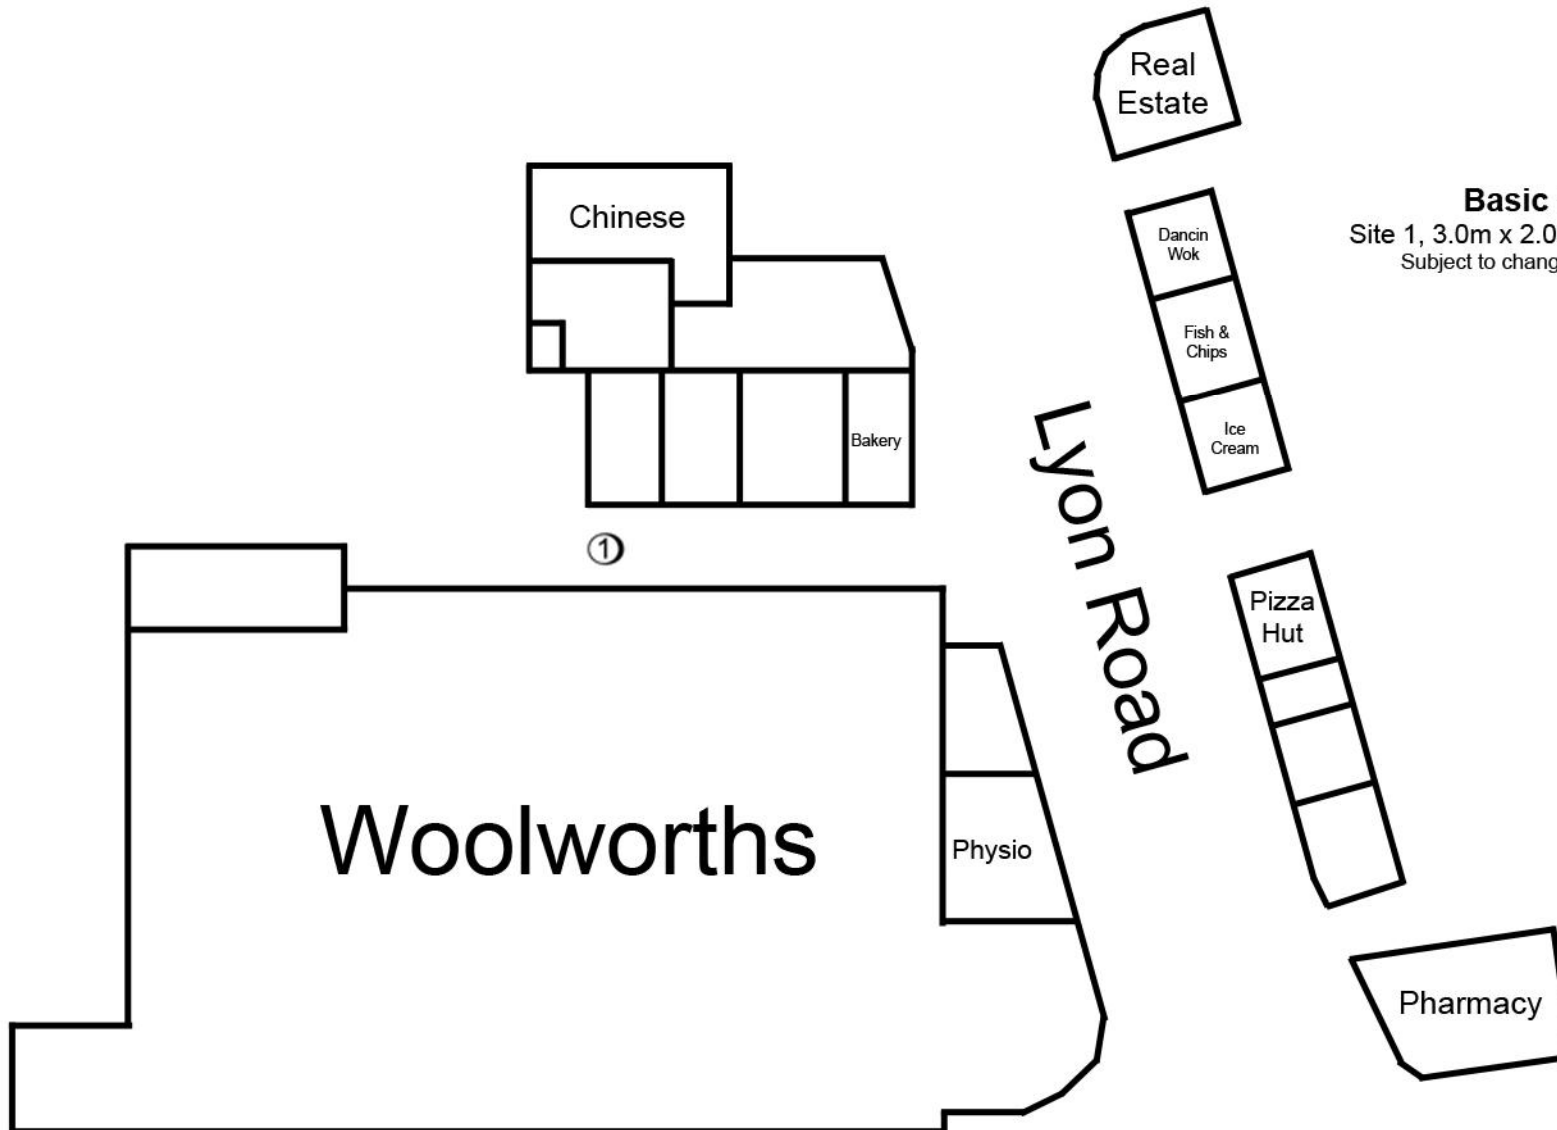 Real
Estate
Chinese
Dancin
Wok
Basic
Site 1, 3.0m x 2.0
Subject to chang
Fish &
Chips
Ice
Cream
Bakery
Lyon Road
1
Pizza
Hut
Woolworths
Physio
Pharmacy